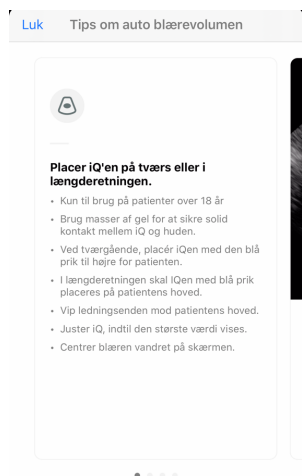 Luk Tips om auto blærevolumen
Placer iQ'en på tværs eller i
længderetningen.
• Kun til brug på patienter over 18 år
• Brug masser af gel for at sikre solid
kontakt mellem iQ og huden.
• Ved tværgående, placér iQen med den blå
prik til højre for patienten.
• I længderetningen skal IQen med blå prik
placeres på patientens hoved.
• Vip ledningsenden mod patientens hoved.
• Juster iQ, indtil den største værdi vises.
• Centrer blæren vandret på skærmen.